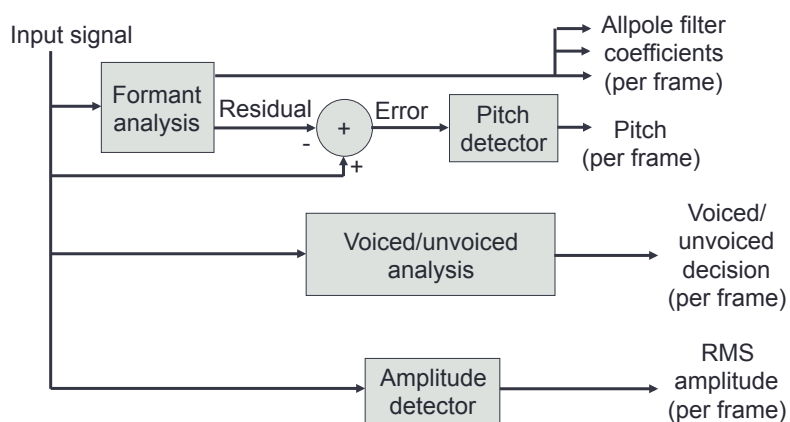 Input signal
Allpole filter
coefficients
(per frame)
Formant
analysis
Residual
-
+
+
Error
Pitch
detector
Pitch
(per frame)
Voiced/unvoiced
analysis
Voiced/
unvoiced
decision
(per frame)
Amplitude
detector
RMS
amplitude
(per frame)